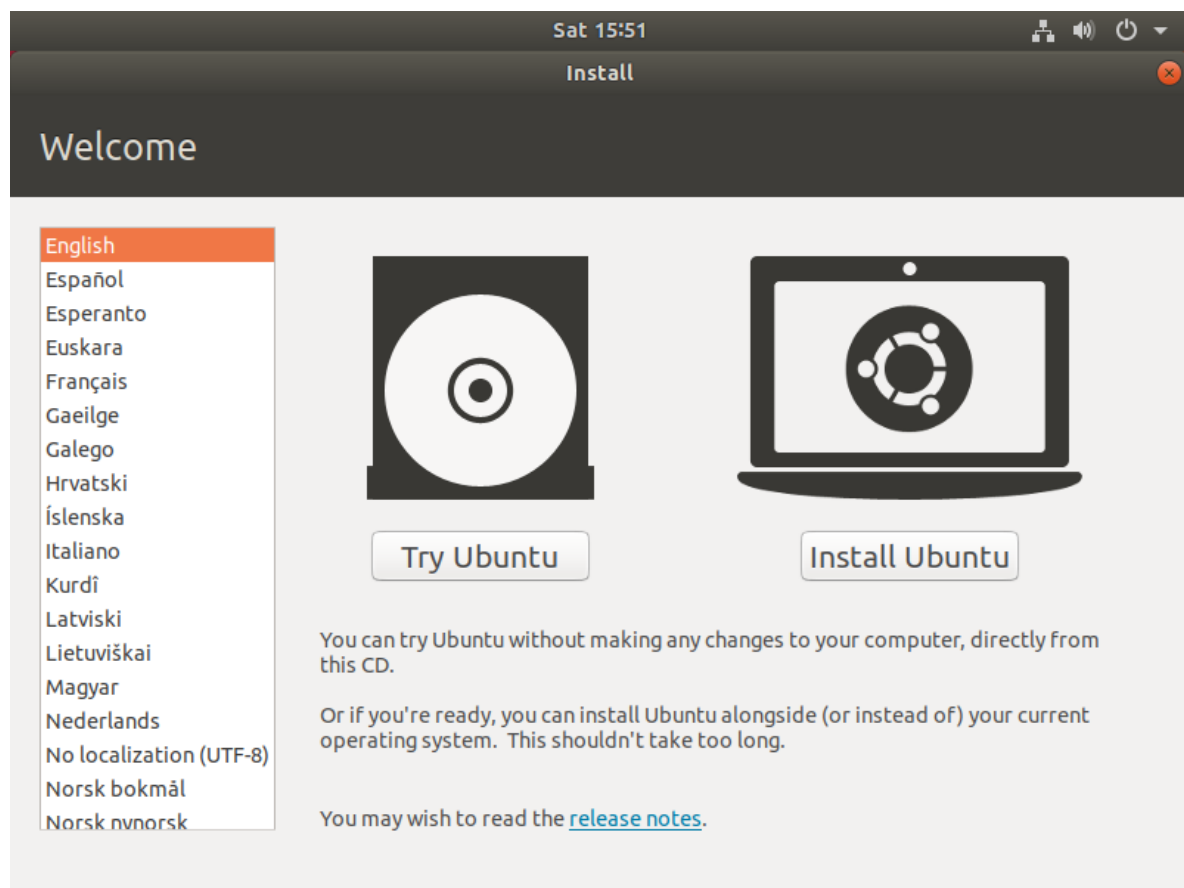 Sat 15:51
Install
Welcome
English
Español
Esperanto
Euskara
Français
Gaeilge
Galego
Hrvatski
Íslenska
Italiano
Kurdî
Latviski
Lietuviškai
Magyar
Nederlands
No localization (UTF-8)
Norsk bokmål
Norsk nynorsk
Try Ubuntu
Install Ubuntu
You can try Ubuntu without making any changes to your computer, directly from
this CD.
Or if you're ready, you can install Ubuntu alongside (or instead of) your current
operating system.  This shouldn't take too long.
You may wish to read the release notes.